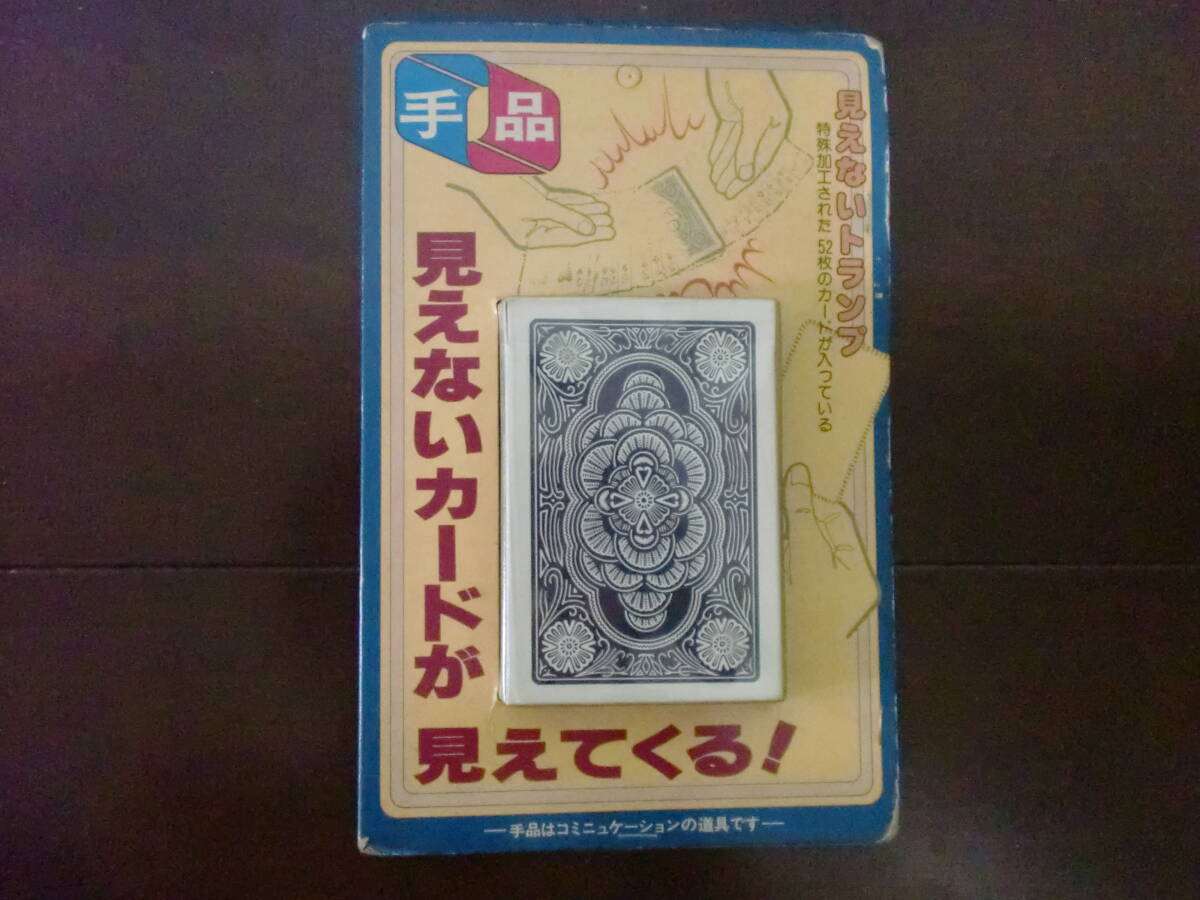 手品
見えないトランプ
特殊加工された52枚のカードが入っている
見えないカードが
見えてくる!
―手品はコミニュケーションの道具です―